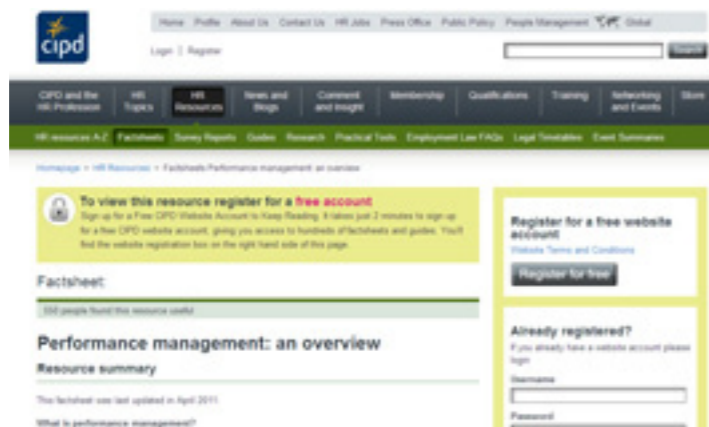 cipd
Home Profile About Us Contact Us HR Jobs Press Office Public Policy People Management Global
Login | Register
Search
CIPD and the HR Profession
HR Topics
HR Resources
News and Blogs
Comment and Insight
Membership
Qualifications
Training
Networking and Events
Store
HR resources A-Z Factsheets Survey Reports Guides Research Practical Tools Employment Law FAQs Legal Timetables Event Summaries
Homepage > HR Resources > Factsheets Performance management: an overview
To view this resource register for a free account
Sign up for a Free CIPD Website Account to Keep Reading. It takes just 2 minutes to sign up
for a free CIPD website account, giving you access to hundreds of factsheets and guides. You'll
find the website registration box on the right hand side of this page.
Register for a free website
account
Website Terms and Conditions
Register for free
Factsheet:
people found this resource useful
Performance management: an overview
Resource summary
This factsheet was last updated in April 2011
What is performance management?
Already registered?
If you already have a website account please
login
Username
Password